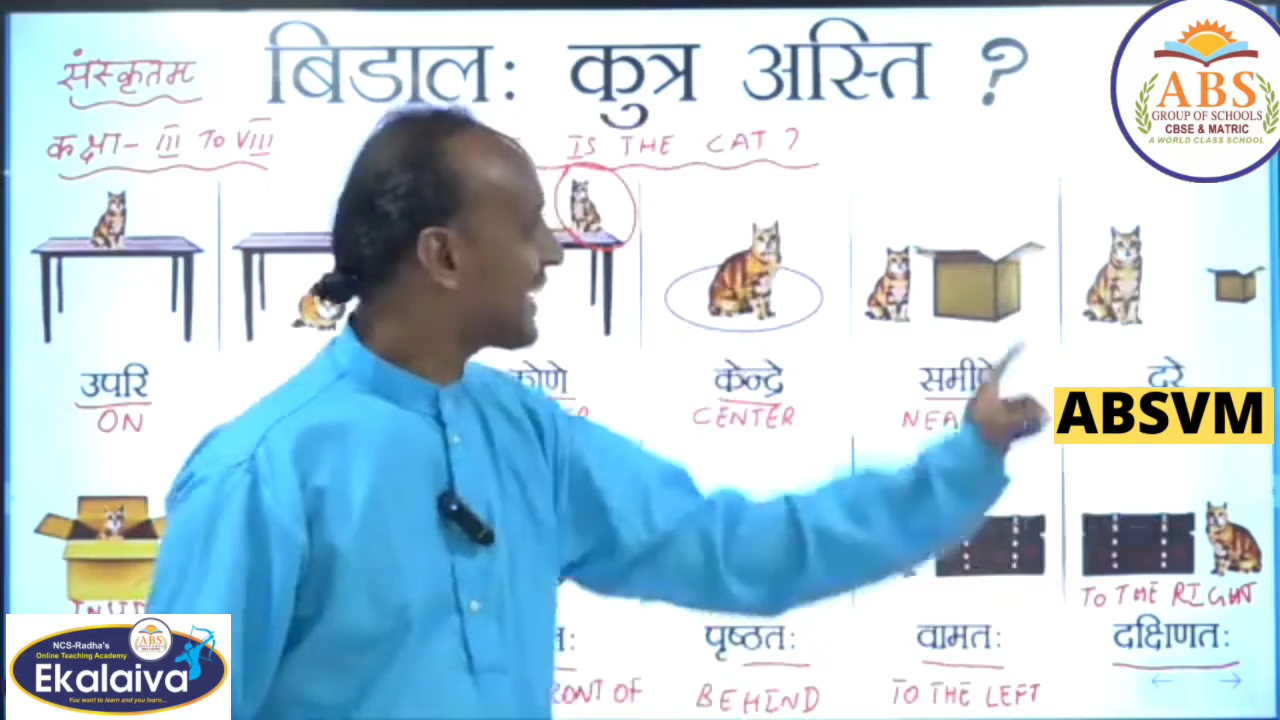 संस्कृतम
बिडाल: कुत्र अस्ति ?
कक्षा- III TO VIII
IS THE CAT ?
ABS
GROUP OF SCHOOLS
CBSE & MATRIC
A WORLD CLASS SCHOOL
उपरि
कोणे
केन्द्रे
समीपे
दूरे
ON
CENTER
ABSVM
TO THE RIGHT
पृष्ठत:
वामत:
दक्षिणत:
BEHIND
TO THE LEFT
NCS-Radha's
Online Teaching Academy
ABS
Ekalaiva
You want to learn and you learn...